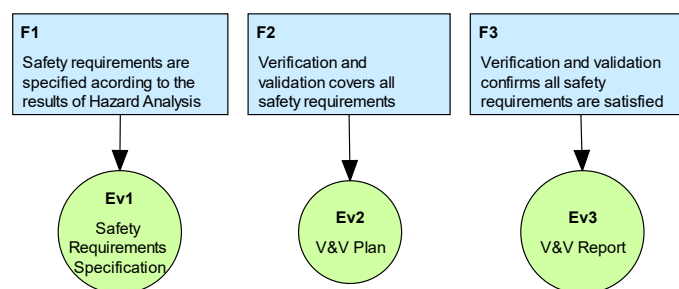 F1
Safety requirements are
specified acording to the
results of Hazard Analysis
F2
Verification and
validation covers all
safety requirements
F3
Verification and validation
confirms all safety
requirements are satisfied
Ev1
Safety
Requirements
Specification
Ev2
V&V Plan
Ev3
V&V Report